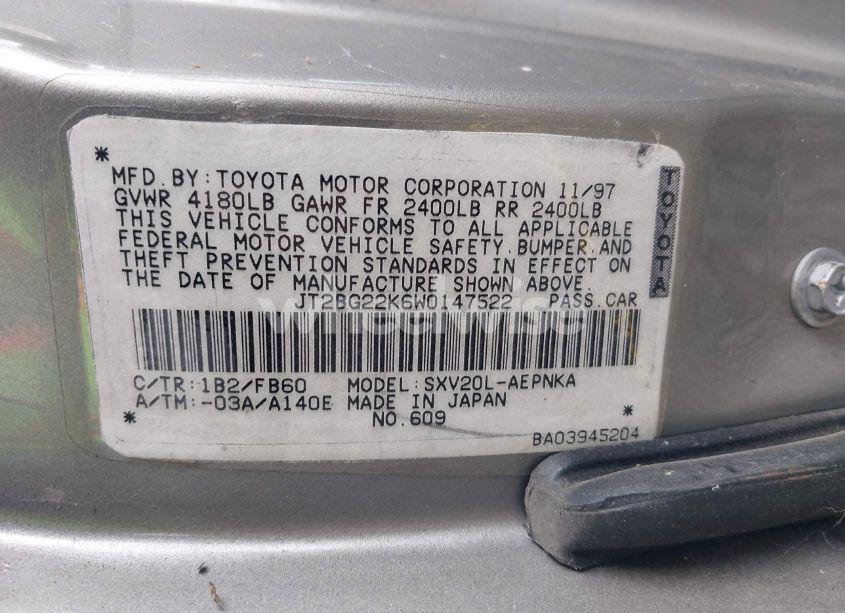 *
MFD.BY:TOYOTA MOTOR CORPORATION 11/97
GVWR 4180LB GAWR FR 2400LB RR 2400LB
THIS VEHICLE CONFORMS TO ALL APPLICABLE
FEDERAL MOTOR VEHICLE SAFETY,BUMPER,AND
THEFT PREVENTION STANDARDS IN EFFECT ON
THE DATE OF MANUFACTURE SHOWN ABOVE.
JT2BG22K6W0147522 PASS.CAR
TOYOTA
wheelwise
C/TR:1B2/FB60 MODEL:SXV20L-AEPNKA
A/TM:-03A/A140E MADE IN JAPAN
* NO.609 *
BA03945204